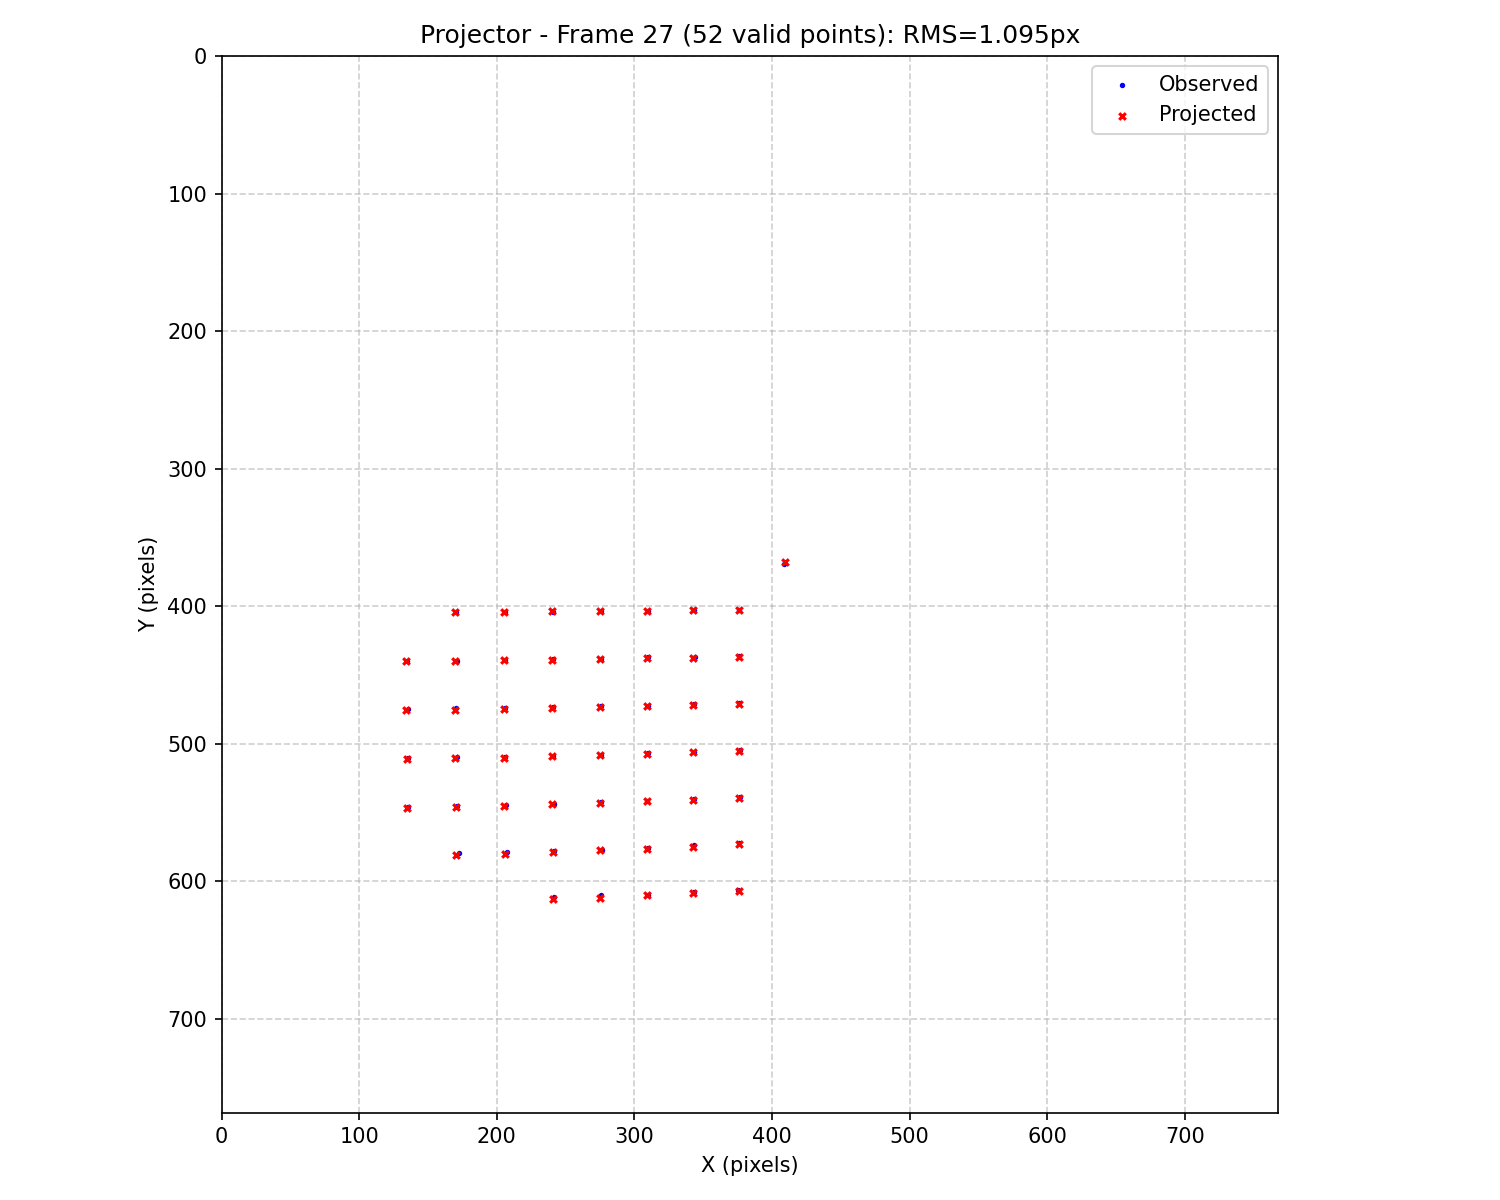 Projector - Frame 27 (52 valid points): RMS=1.095px
Observed
Projected
0
100
200
300
400
500
600
700
Y (pixels)
0 100 200 300 400 500 600 700
X (pixels)